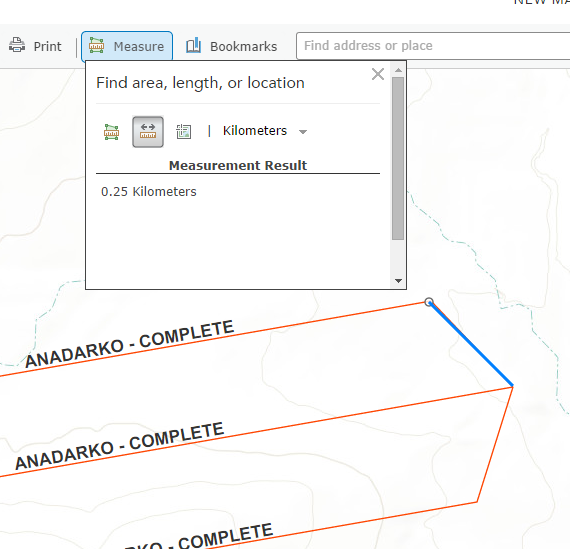 NEW MA
Print
Measure
Bookmarks
Find address or place
Find area, length, or location
Kilometers
Measurement Result
0.25 Kilometers
ANADARKO - COMPLETE
ANADARKO - COMPLETE
RKO - COMPLETE